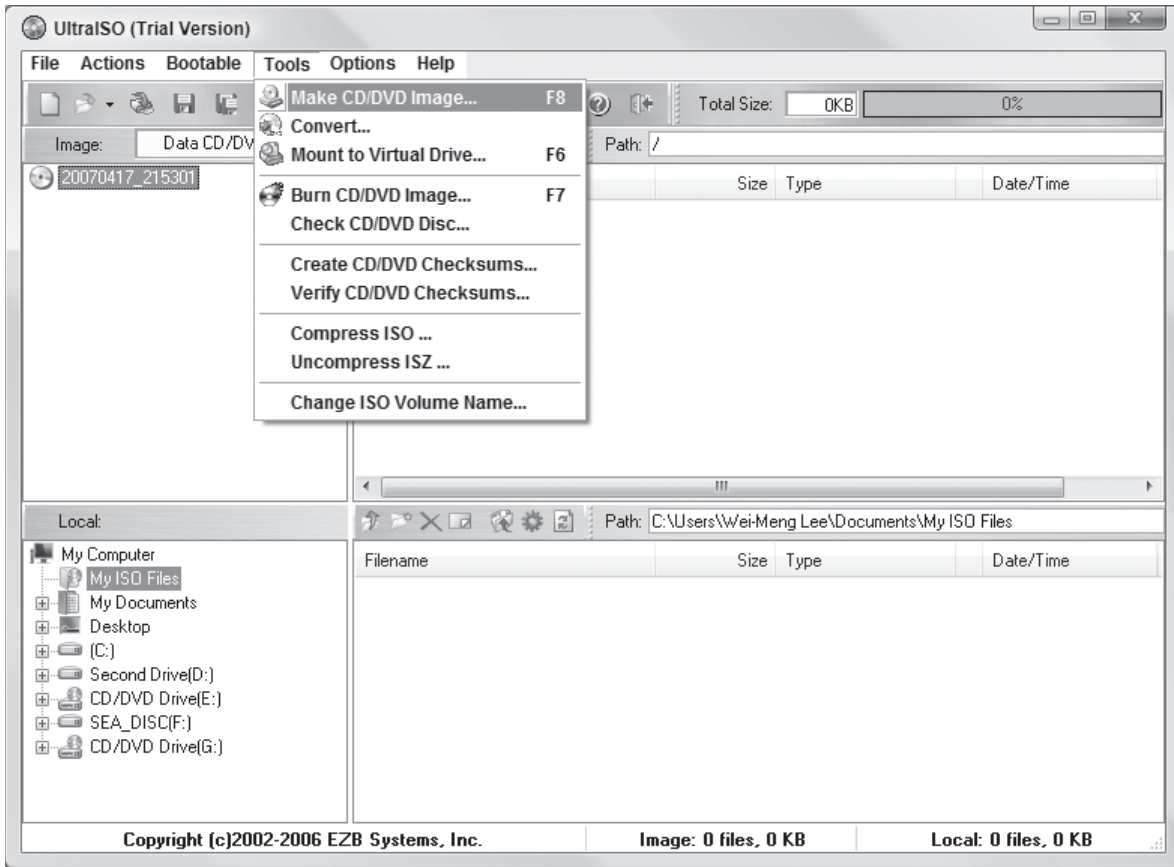 UltraISO (Trial Version)
File Actions Bootable Tools Options Help
Total Size: 0KB 0%
Image: Data CD/DV
Path: /
Make CD/DVD Image... F8
Convert...
Mount to Virtual Drive... F6
Burn CD/DVD Image... F7
Check CD/DVD Disc...
Create CD/DVD Checksums...
Verify CD/DVD Checksums...
Compress ISO ...
Uncompress ISZ ...
Change ISO Volume Name...
20070417_215301
Size Type Date/Time
Local:
Path: C:\Users\Wei-Meng Lee\Documents\My ISO Files
My Computer
My ISO Files
My Documents
Desktop
(C:)
Second Drive(D:)
CD/DVD Drive(E:)
SEA_DISC(F:)
CD/DVD Drive(G:)
Filename Size Type Date/Time
Copyright (c)2002-2006 EZB Systems, Inc. Image: 0 files, 0 KB Local: 0 files, 0 KB